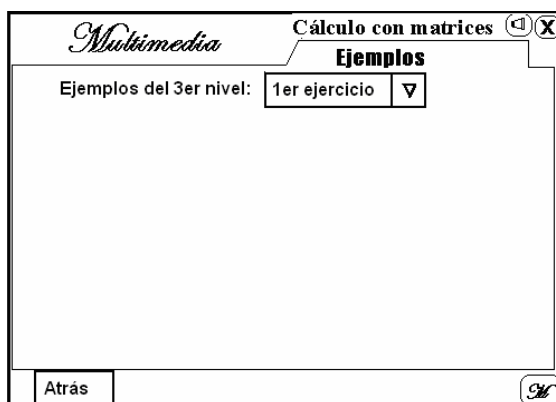 Multimedia
Cálculo con matrices X
Ejemplos
Ejemplos del 3er nivel: 1er ejercicio
Atrás
M